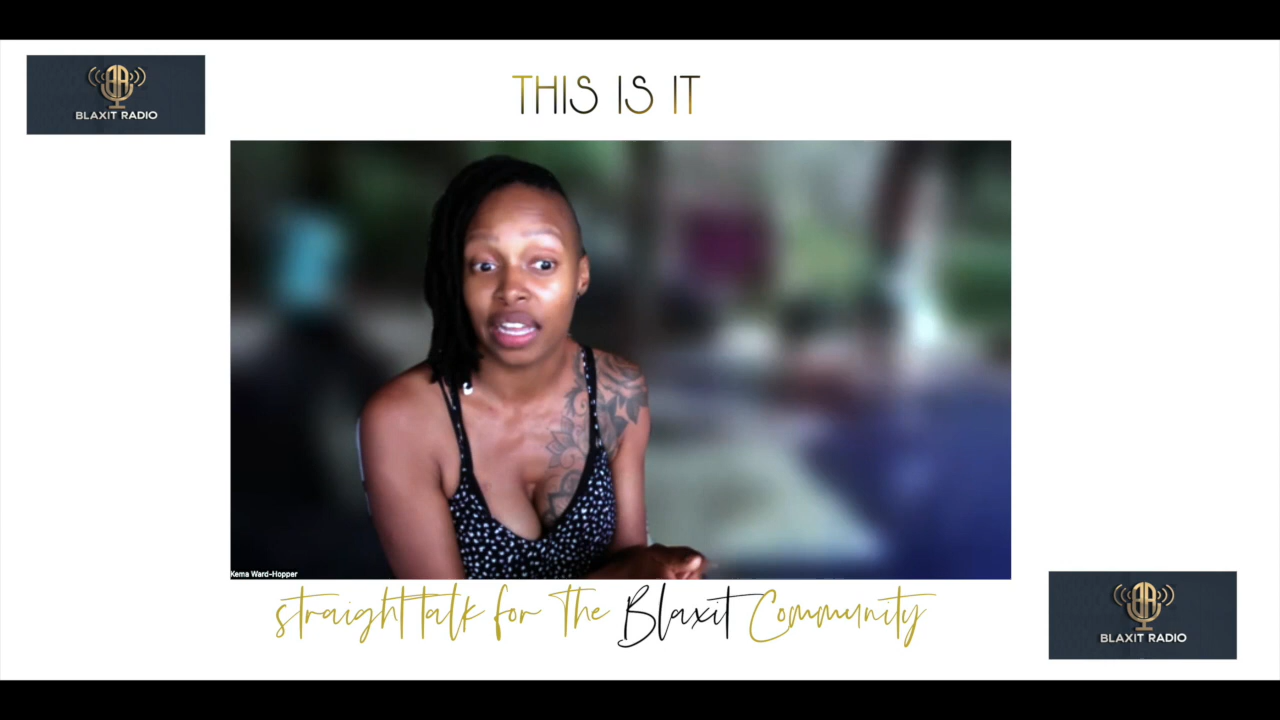 BLAXIT RADIO
THIS IS IT
Kema Ward-Hopper
straight talk for the Blaxit Community
BLAXIT RADIO